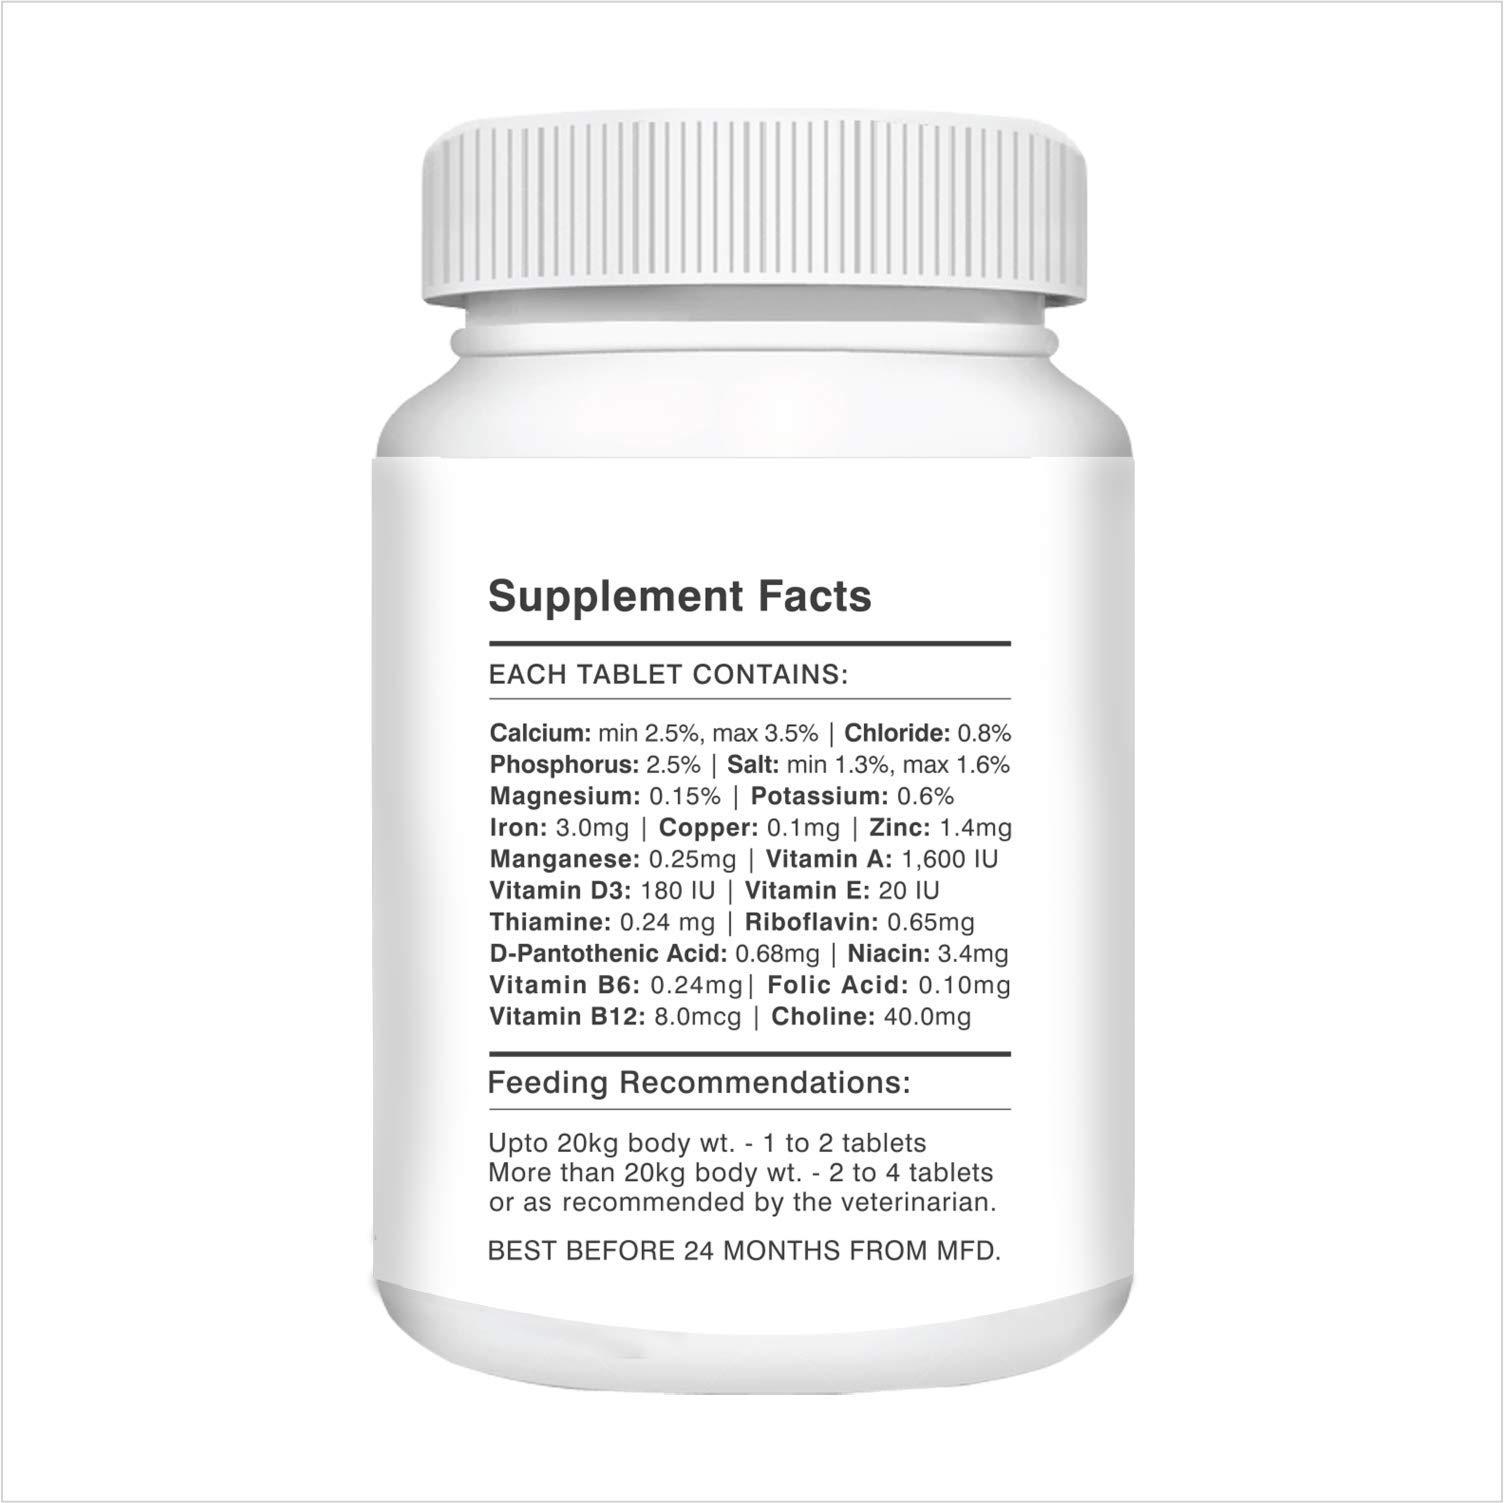 Supplement Facts
EACH TABLET CONTAINS:
Calcium: min 2.5%, max 3.5% | Chloride: 0.8%
Phosphorus: 2.5% | Salt: min 1.3%, max 1.6%
Magnesium: 0.15% | Potassium: 0.6%
Iron: 3.0mg | Copper: 0.1mg | Zinc: 1.4mg
Manganese: 0.25mg | Vitamin A: 1,600 IU
Vitamin D3: 180 IU | Vitamin E: 20 IU
Thiamine: 0.24 mg | Riboflavin: 0.65mg
D-Pantothenic Acid: 0.68mg | Niacin: 3.4mg
Vitamin B6: 0.24mg| Folic Acid: 0.10mg
Vitamin B12: 8.0mcg | Choline: 40.0mg
Feeding Recommendations:
Upto 20kg body wt. - 1 to 2 tablets
More than 20kg body wt. - 2 to 4 tablets
or as recommended by the veterinarian.
BEST BEFORE 24 MONTHS FROM MFD.